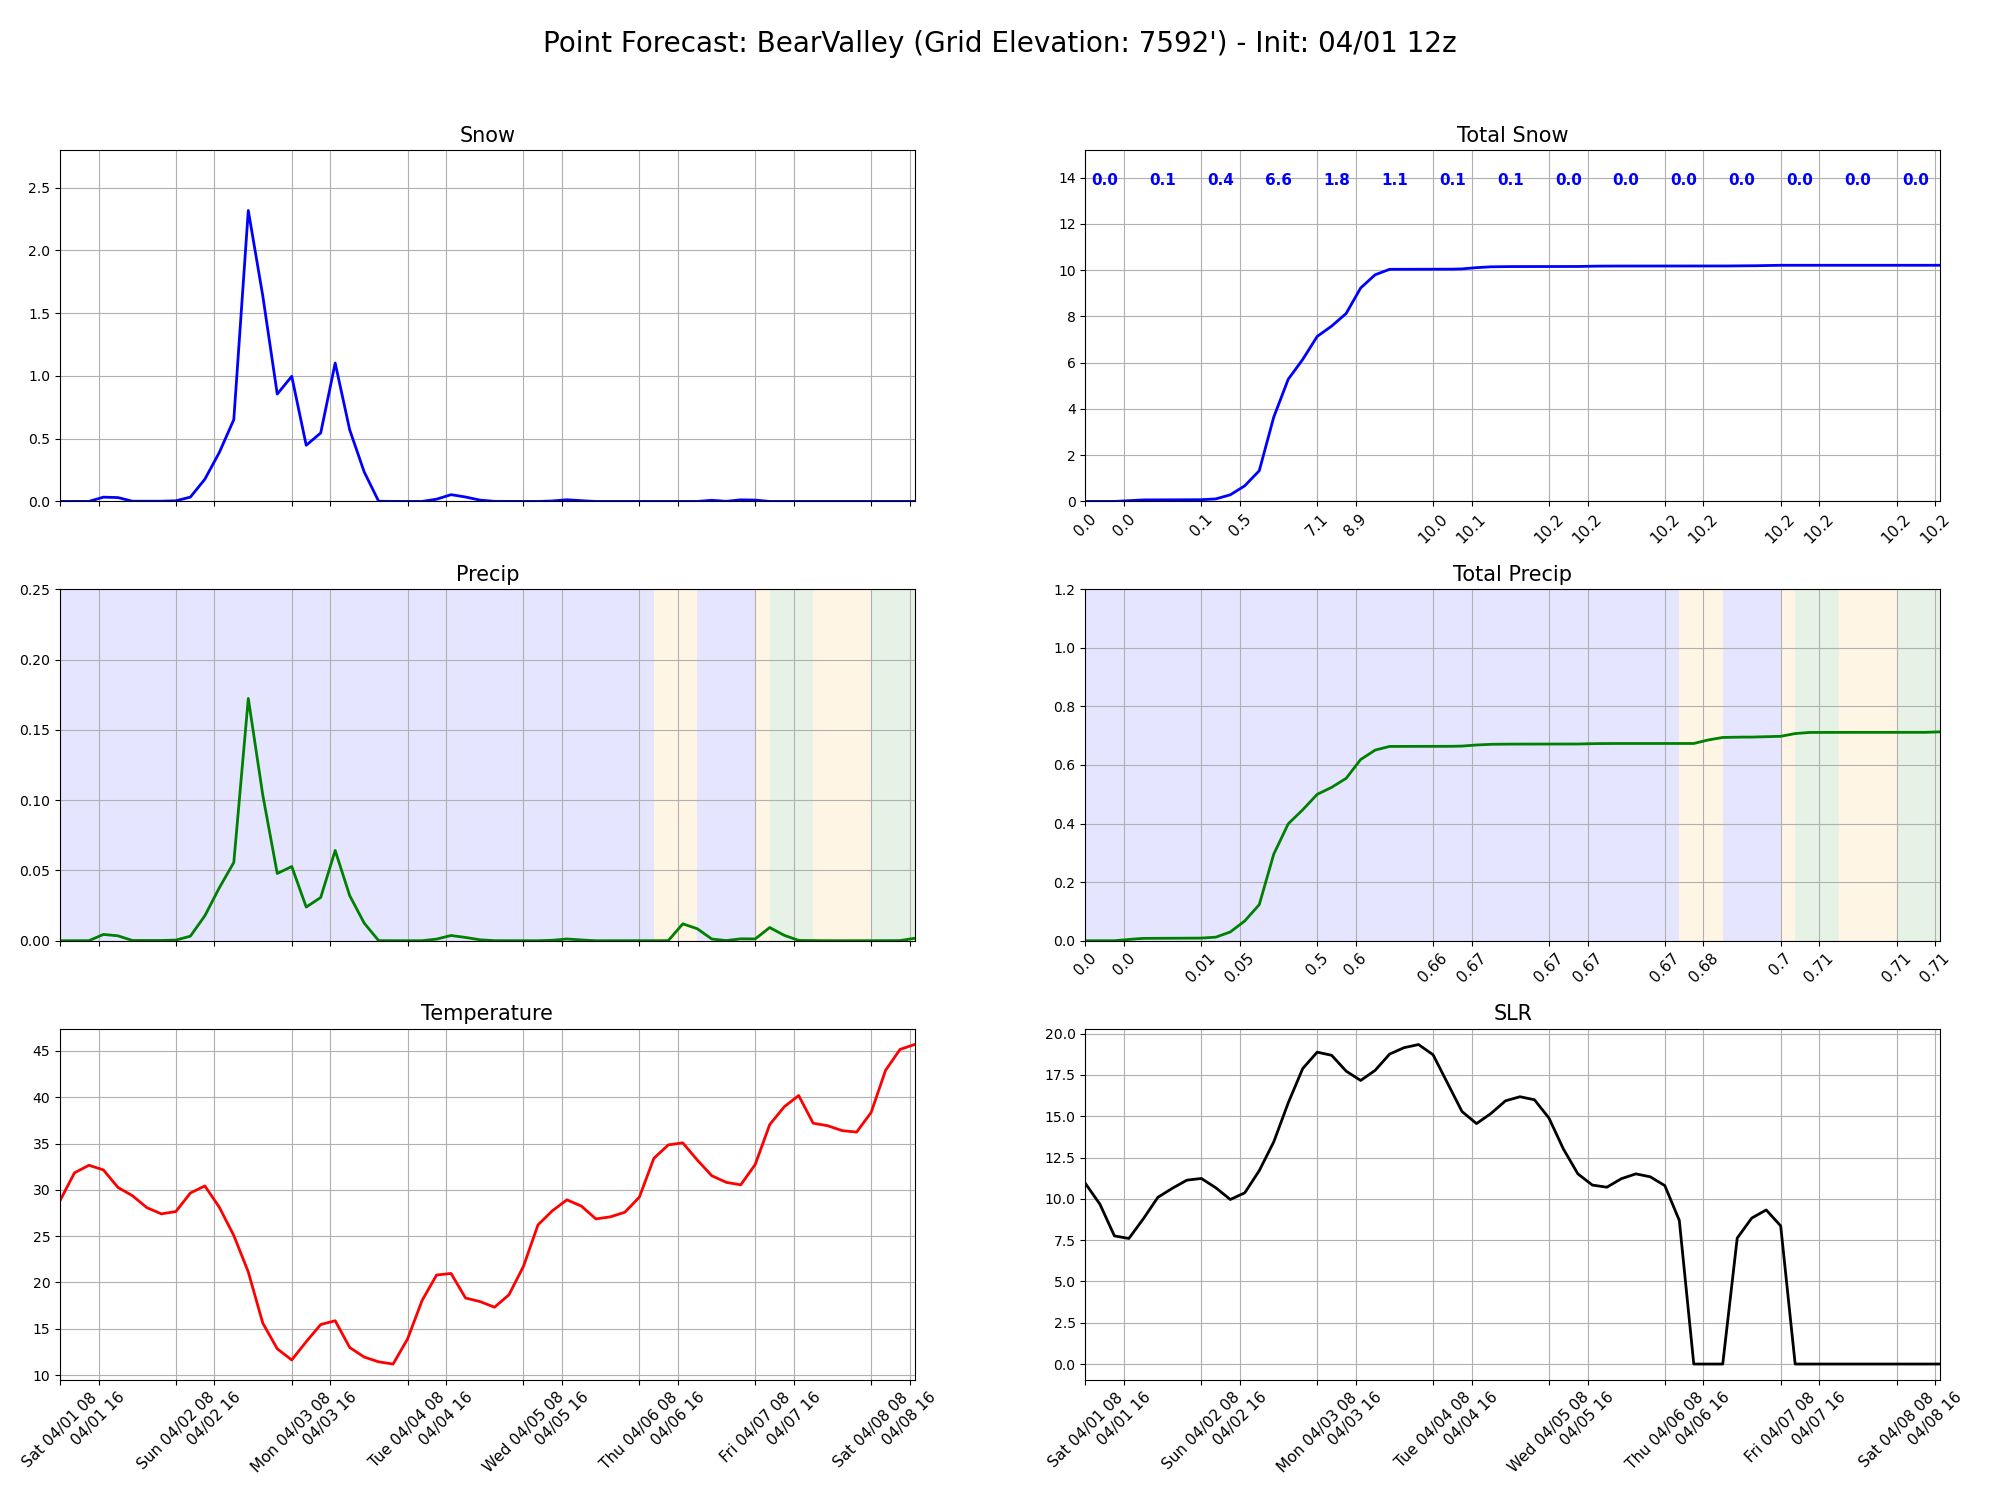 Point Forecast: BearValley (Grid Elevation: 7592') - Init: 04/01 12z
Snow
2.5
2.0
1.5
1.0
0.5
0.0
Total Snow
0.0 0.1 0.4 6.6 1.8 1.1 0.1 0.1 0.0 0.0 0.0 0.0 0.0 0.0 0.0
14
12
10
8
6
4
2
0
0.0 0.0 0.1 0.5 7.1 8.9 10.0 10.1 10.2 10.2 10.2 10.2 10.2 10.2 10.2 10.2
Precip
0.25
0.20
0.15
0.10
0.05
0.00
Total Precip
1.2
1.0
0.8
0.6
0.4
0.2
0.0
0.0 0.0 0.01 0.05 0.5 0.6 0.66 0.67 0.67 0.67 0.67 0.68 0.7 0.71 0.71 0.71
Temperature
45
40
35
30
25
20
15
10
Sat 04/01 08
04/01 16
Sun 04/02 08
04/02 16
Mon 04/03 08
04/03 16
Tue 04/04 08
04/04 16
Wed 04/05 08
04/05 16
Thu 04/06 08
04/06 16
Fri 04/07 08
04/07 16
Sat 04/08 08
04/08 16
SLR
20.0
17.5
15.0
12.5
10.0
7.5
5.0
2.5
0.0
Sat 04/01 08
04/01 16
Sun 04/02 08
04/02 16
Mon 04/03 08
04/03 16
Tue 04/04 08
04/04 16
Wed 04/05 08
04/05 16
Thu 04/06 08
04/06 16
Fri 04/07 08
04/07 16
Sat 04/08 08
04/08 16